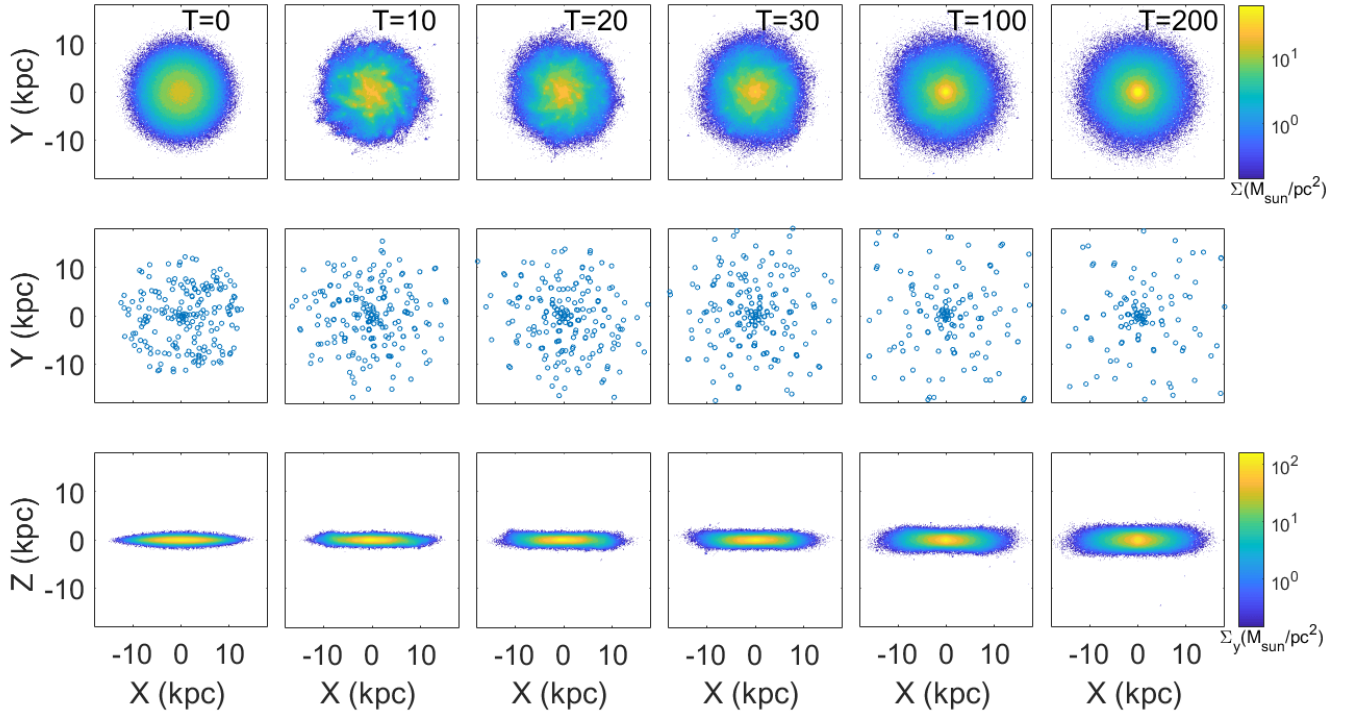 T=0 T=10 T=20 T=30 T=100 T=200
Y (kpc)
10
0
-10
10^1
10^0
Σ(M_sun/pc^2)
Y (kpc)
10
0
-10
Z (kpc)
10
0
-10
10^2
10^1
10^0
Σ_y(M_sun/pc^2)
-10 0 10 -10 0 10 -10 0 10 -10 0 10 -10 0 10 -10 0 10
X (kpc) X (kpc) X (kpc) X (kpc) X (kpc) X (kpc)